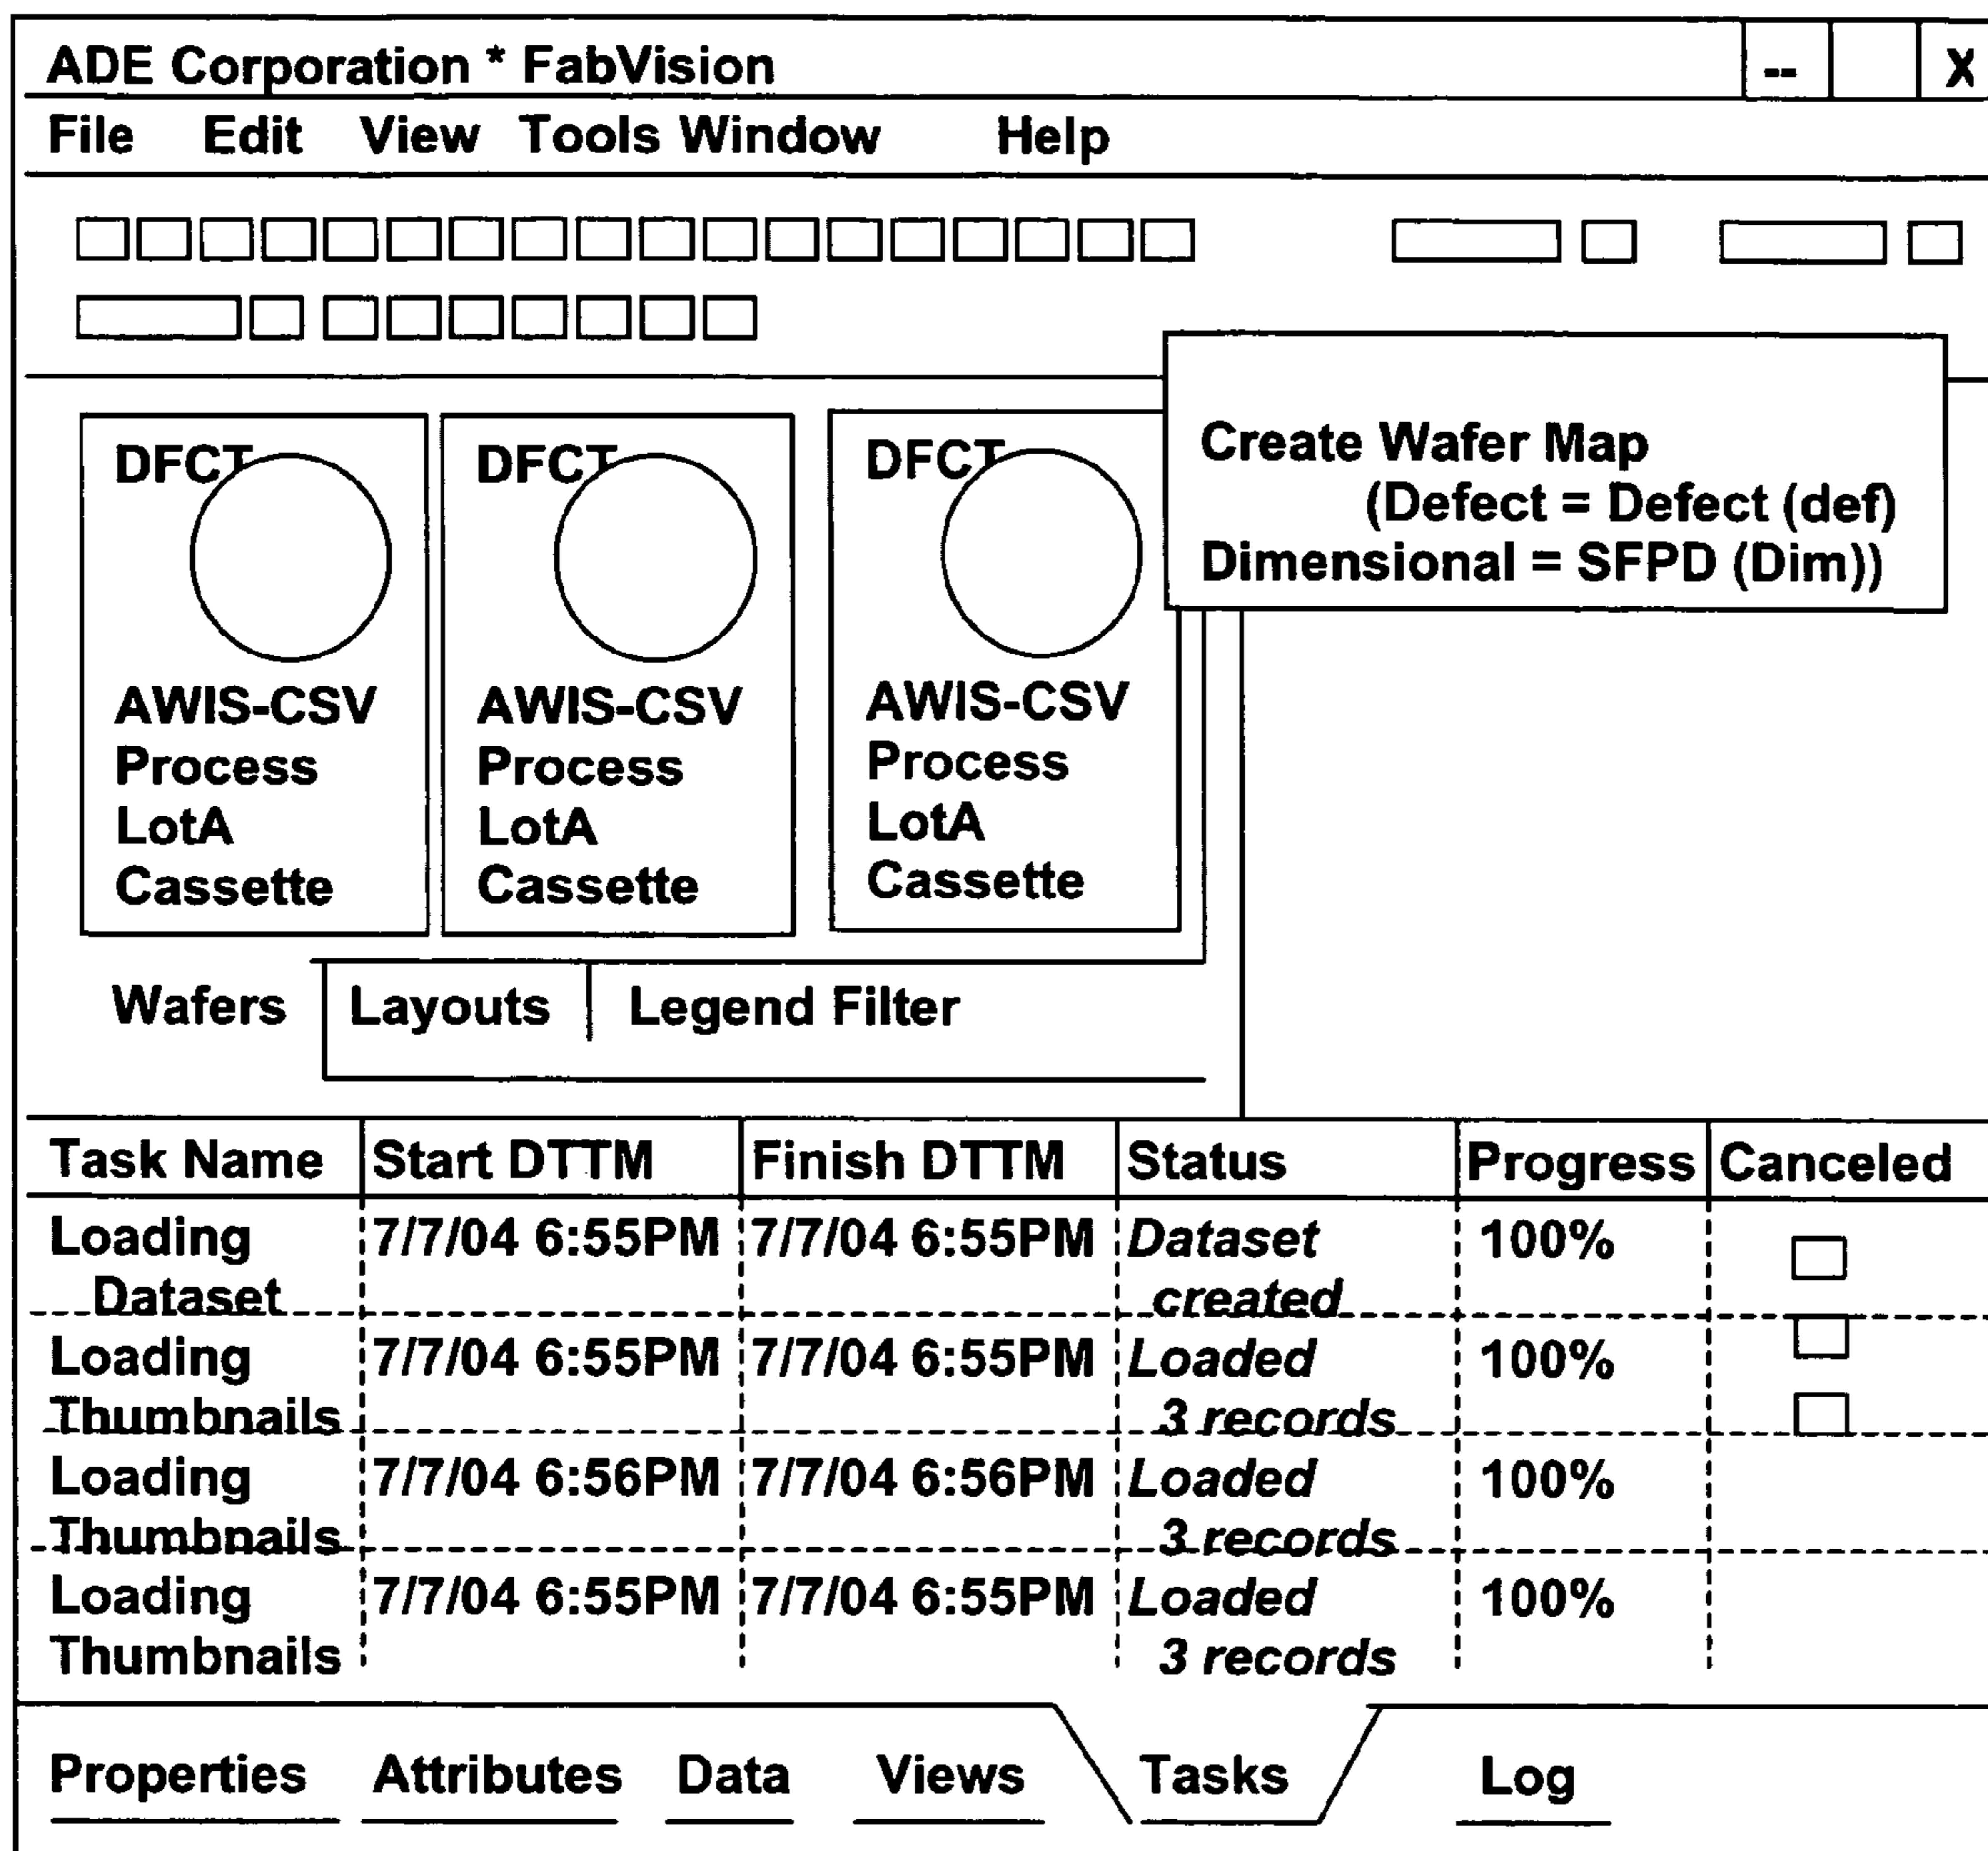 ADE Corporation * FabVision
-- X
File Edit View Tools Window Help
Create Wafer Map
(Defect = Defect (def)
Dimensional = SFPD (Dim))
DFCT DFCT DFCT
AWIS-CSV AWIS-CSV AWIS-CSV
Process Process Process
LotA LotA LotA
Cassette Cassette Cassette
Wafers Layouts Legend Filter
Task Name Start DTTM Finish DTTM Status Progress Canceled
Loading 7/7/04 6:55PM 7/7/04 6:55PM Dataset 100%
Dataset created
Loading 7/7/04 6:55PM 7/7/04 6:55PM Loaded 100%
Thumbnails 3 records
Loading 7/7/04 6:56PM 7/7/04 6:56PM Loaded 100%
Thumbnails 3 records
Loading 7/7/04 6:55PM 7/7/04 6:55PM Loaded 100%
Thumbnails 3 records
Properties Attributes Data Views Tasks Log